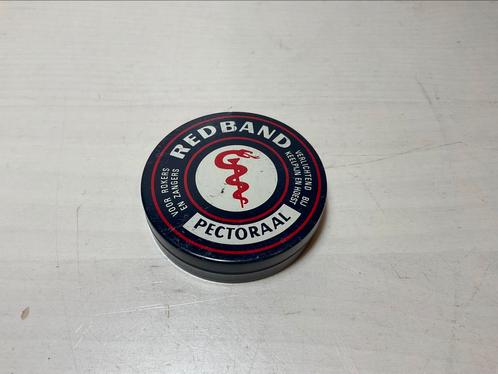 REDBAND
VOOR ROKERS
EN ZANGERS
VERLICHTEND BIJ
KEELPIJN EN HOEST
PECTORAAL